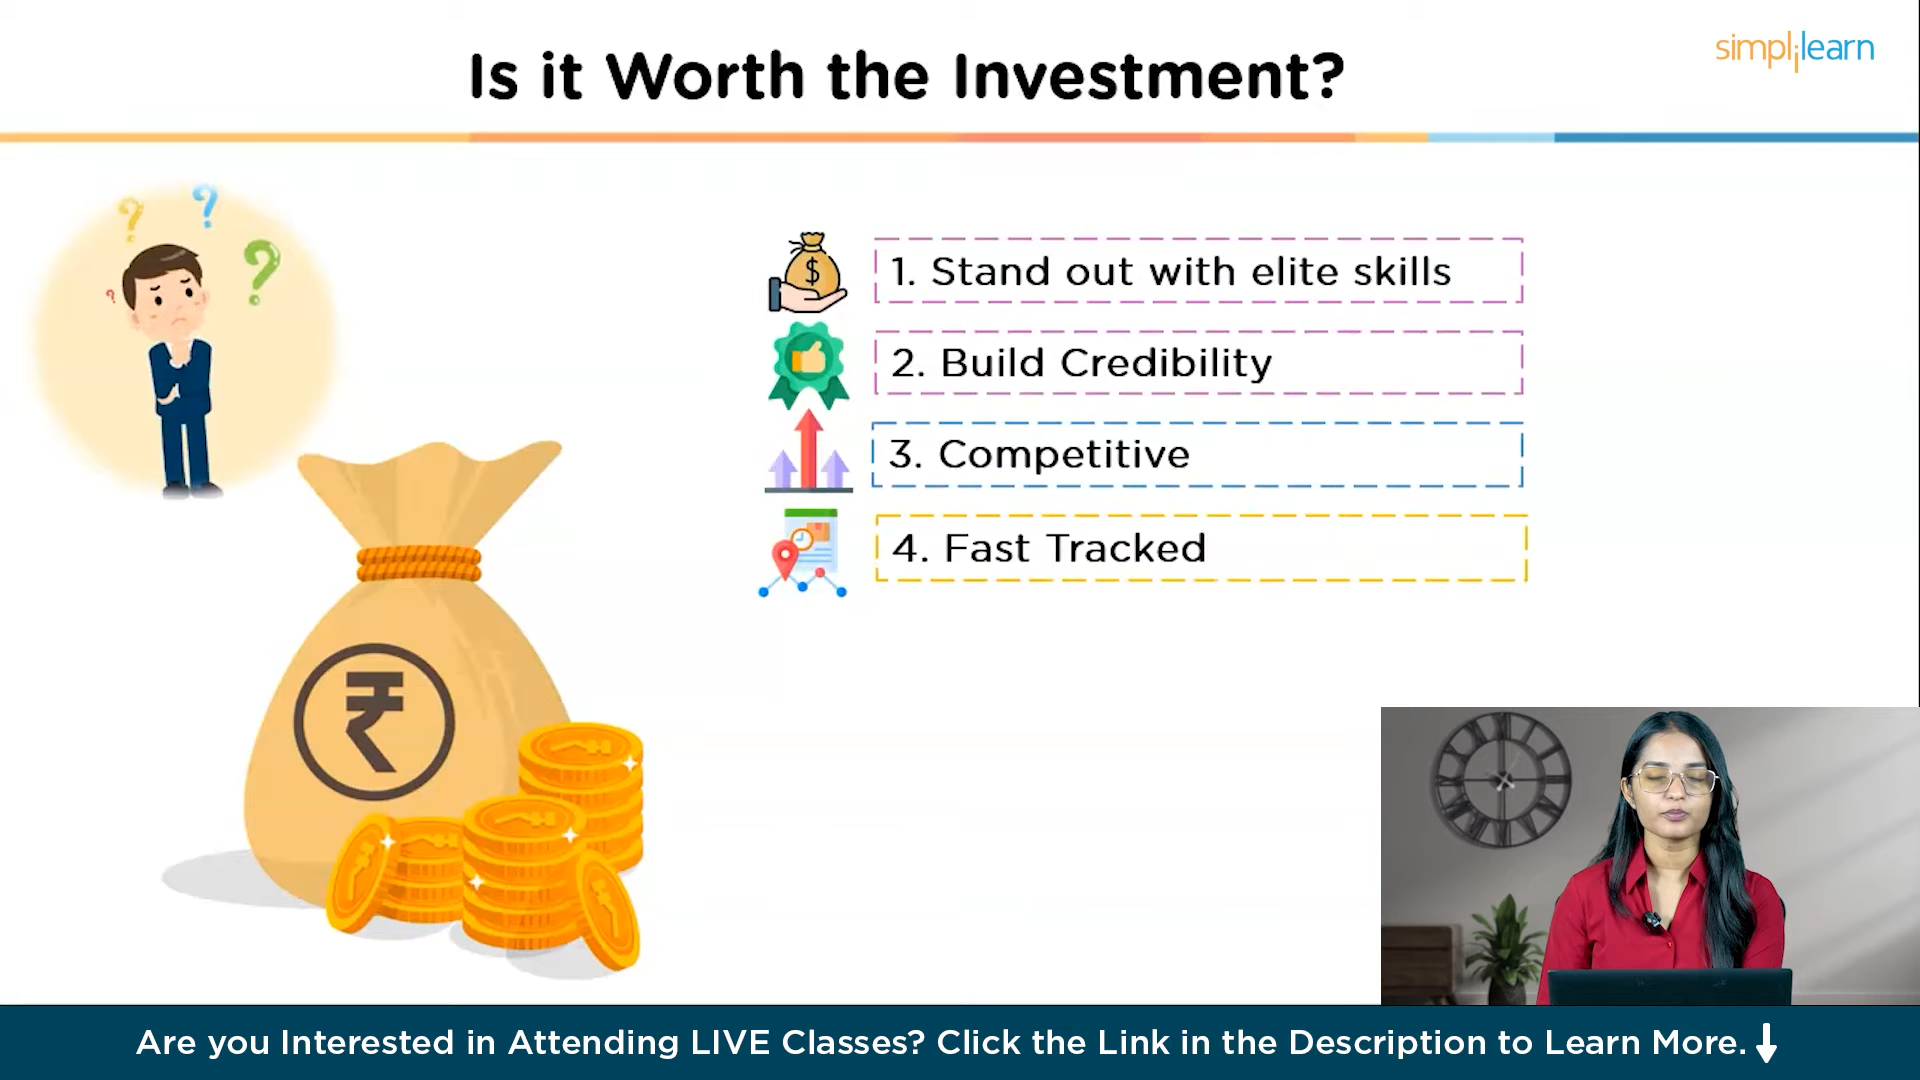 Is it Worth the Investment?
simplilearn
? ? ? ?
1. Stand out with elite skills
$
2. Build Credibility
3. Competitive
4. Fast Tracked
₹
Are you Interested in Attending LIVE Classes? Click the Link in the Description to Learn More.